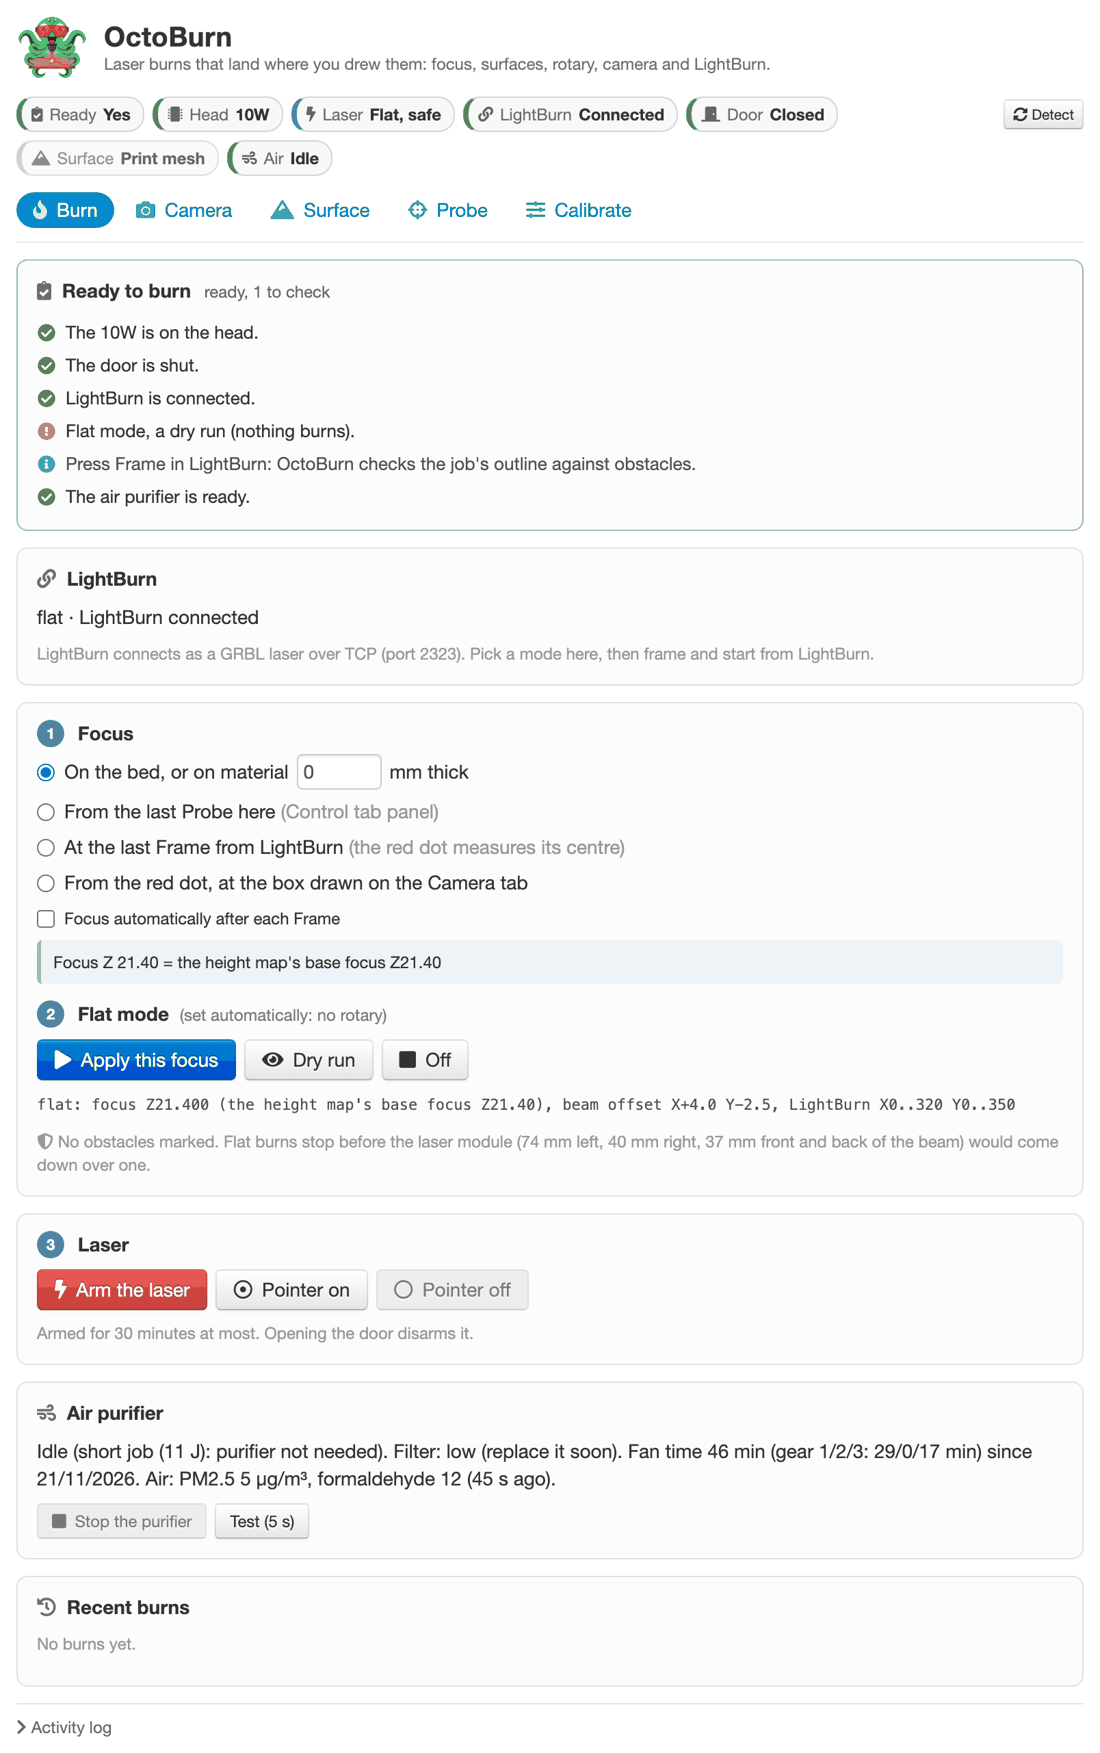 OctoBurn
Laser burns that land where you drew them: focus, surfaces, rotary, camera and LightBurn.
Ready Yes
Head 10W
Laser Flat, safe
LightBurn Connected
Door Closed
Detect
Surface Print mesh
Air Idle
Burn
Camera
Surface
Probe
Calibrate
Ready to burn ready, 1 to check
The 10W is on the head.
The door is shut.
LightBurn is connected.
Flat mode, a dry run (nothing burns).
Press Frame in LightBurn: OctoBurn checks the job's outline against obstacles.
The air purifier is ready.
LightBurn
flat · LightBurn connected
LightBurn connects as a GRBL laser over TCP (port 2323). Pick a mode here, then frame and start from LightBurn.
1 Focus
On the bed, or on material 0 mm thick
From the last Probe here (Control tab panel)
At the last Frame from LightBurn (the red dot measures its centre)
From the red dot, at the box drawn on the Camera tab
Focus automatically after each Frame
Focus Z 21.40 = the height map's base focus Z21.40
2 Flat mode (set automatically: no rotary)
Apply this focus
Dry run
Off
flat: focus Z21.400 (the height map's base focus Z21.40), beam offset X+4.0 Y-2.5, LightBurn X0..320 Y0..350
No obstacles marked. Flat burns stop before the laser module (74 mm left, 40 mm right, 37 mm front and back of the beam) would come
down over one.
3 Laser
Arm the laser
Pointer on
Pointer off
Armed for 30 minutes at most. Opening the door disarms it.
Air purifier
Idle (short job (11 J): purifier not needed). Filter: low (replace it soon). Fan time 46 min (gear 1/2/3: 29/0/17 min) since
21/11/2026. Air: PM2.5 5 µg/m³, formaldehyde 12 (45 s ago).
Stop the purifier
Test (5 s)
Recent burns
No burns yet.
Activity log